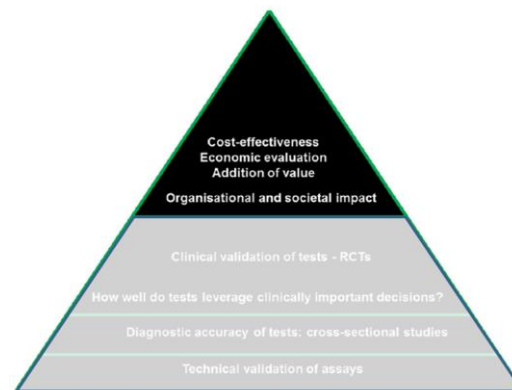 Cost-effectiveness
Economic evaluation
Addition of value
Organisational and societal impact
Clinical validation of tests - RCTs
How well do tests leverage clinically important decisions?
Diagnostic accuracy of tests: cross-sectional studies
Technical validation of assays